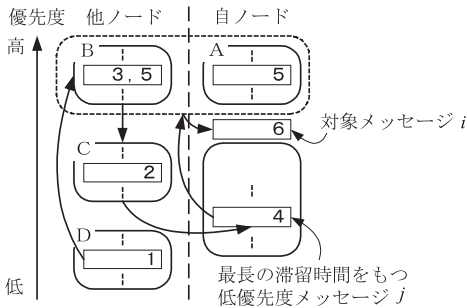 優先度 他ノード 自ノード
高
B A
3, 5 5
6 対象メッセージ i
C
2
4
D
1
最長の滞留時間をもつ
低 低優先度メッセージ j